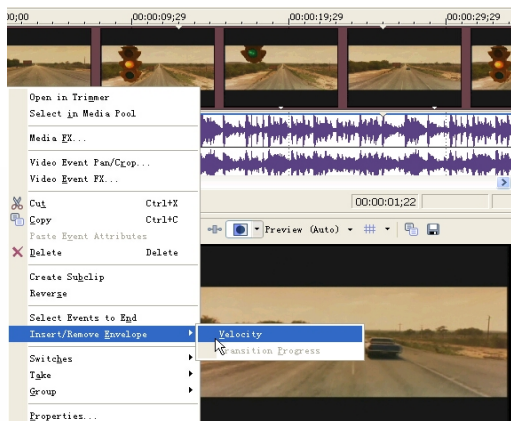 00;00
00:00:09;29
00:00:19;29
00:00:29;29
Open in Trimmer
Select in Media Pool
Media FX...
Video Event Pan/Crop...
Video Event FX...
Cut Ctrl+X
Copy Ctrl+C
Paste Event Attributes
Delete Delete
Create Subclip
Reverse
Select Events to End
Insert/Remove Envelope
Switches
Take
Group
Properties...
00:00:01;22
Preview (Auto)
Velocity
Transition Progress